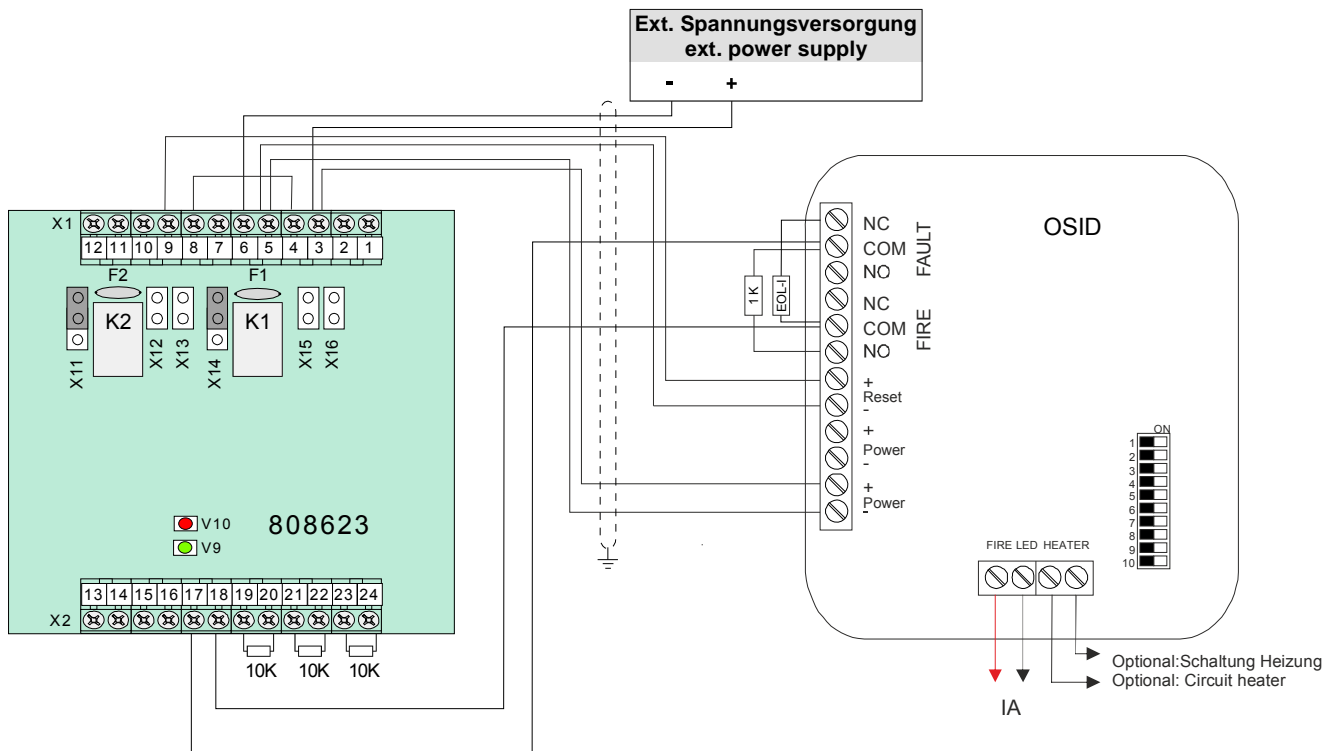 Ext. Spannungsversorgung
ext. power supply
- +
X1
12 11 10 9 8 7 6 5 4 3 2 1
F2 F1
K2 K1
X11 X12 X13 X14 X15 X16
V10
V9
808623
13 14 15 16 17 18 19 20 21 22 23 24
X2
10K 10K 10K
OSID
NC
COM
NO
FAULT
NC
COM
NO
FIRE
1 K
EOL-I
+
Reset
-
+
Power
-
+
Power
-
ON
1
2
3
4
5
6
7
8
9
10
FIRE LED HEATER
IA
Optional:Schaltung Heizung
Optional: Circuit heater